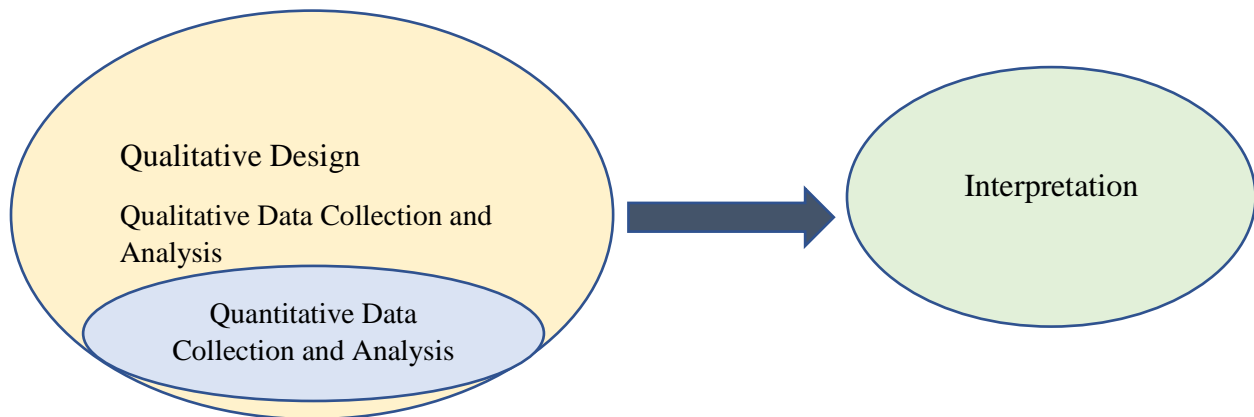 Qualitative Design
Qualitative Data Collection and
Analysis
Quantitative Data
Collection and Analysis
Interpretation